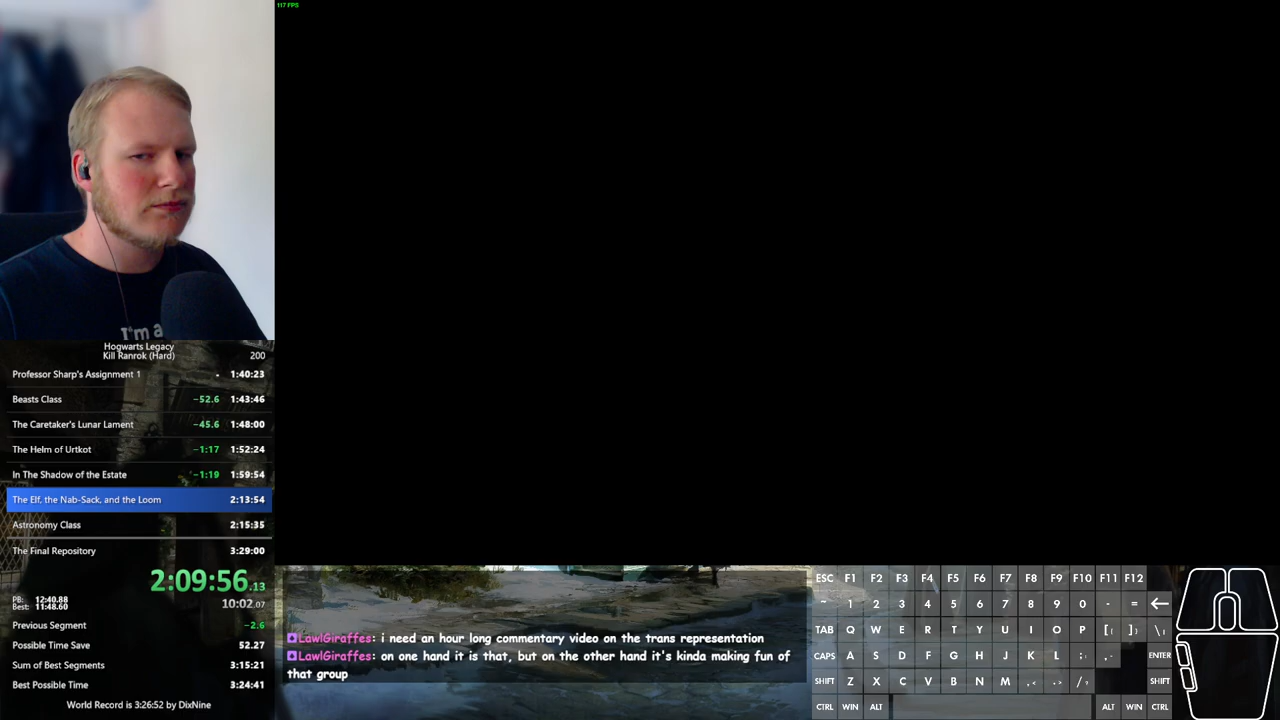 117 FPS
I'm a
Hogwarts Legacy
Kill Ranrok (Hard) 200
Professor Sharp's Assignment 1 - 1:40:23
Beasts Class −52.6 1:43:46
The Caretaker's Lunar Lament −45.6 1:48:00
The Helm of Urtkot −1:17 1:52:24
In The Shadow of the Estate −1:19 1:59:54
The Elf, the Nab-Sack, and the Loom 2:13:54
Astronomy Class 2:15:35
The Final Repository 3:29:00
2:09:56.13
PB: 12:40.88
Best: 11:48.60
10:02.07
Previous Segment −2.6
Possible Time Save 52.27
Sum of Best Segments 3:15:21
Best Possible Time 3:24:41
World Record is 3:26:52 by DixNine
LawlGiraffes: i need an hour long commentary video on the trans representation
LawlGiraffes: on one hand it is that, but on the other hand it's kinda making fun of
that group
ESC F1 F2 F3 F4 F5 F6 F7 F8 F9 F10 F11 F12
~ 1 2 3 4 5 6 7 8 9 0 - = ←
TAB Q W E R T Y U I O P [{ ]} \|
CAPS A S D F G H J K L ;: ,. ENTER
SHIFT Z X C V B N M ,< .> /? SHIFT
CTRL WIN ALT ALT WIN CTRL